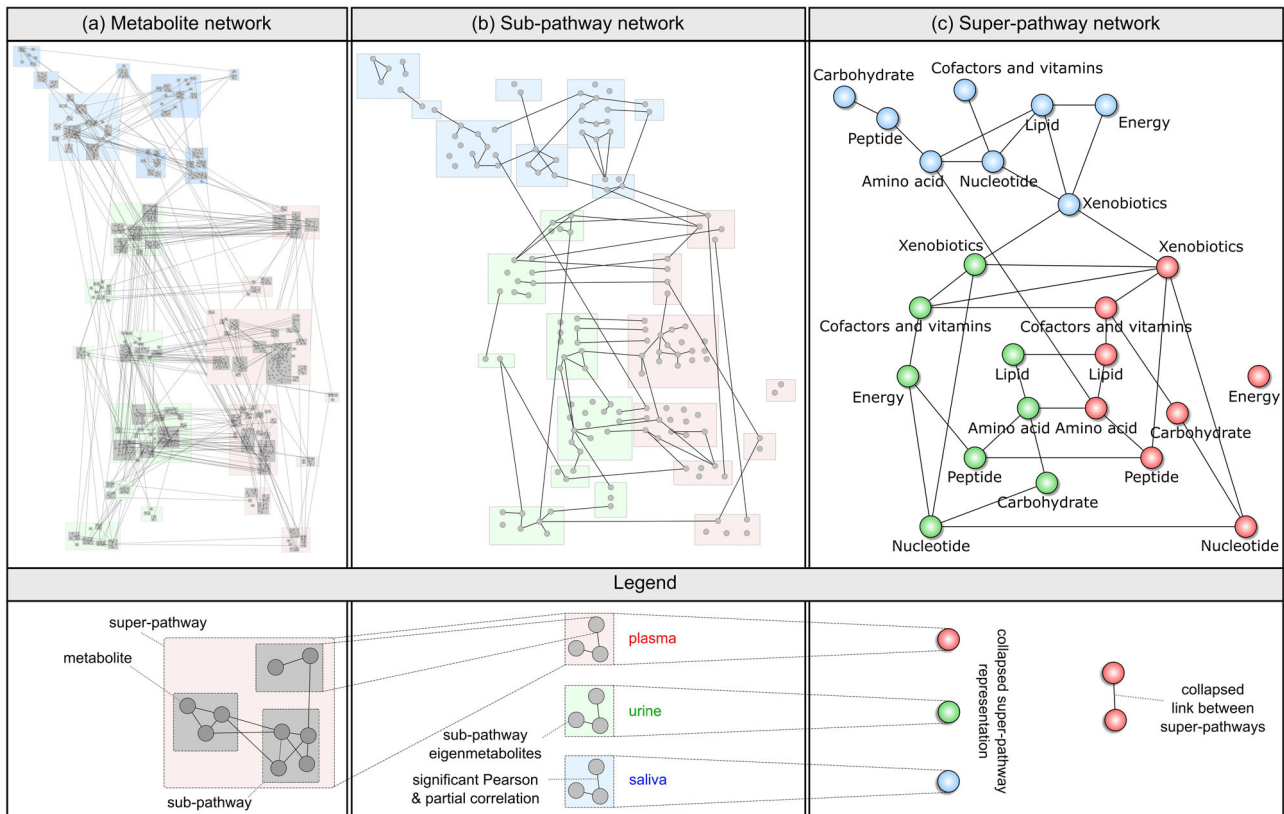 (a) Metabolite network
(b) Sub-pathway network
(c) Super-pathway network
Carbohydrate
Cofactors and vitamins
Peptide
Lipid
Energy
Amino acid
Nucleotide
Xenobiotics
Xenobiotics
Xenobiotics
Cofactors and vitamins
Cofactors and vitamins
Lipid
Lipid
Energy
Energy
Amino acid
Amino acid
Carbohydrate
Peptide
Peptide
Carbohydrate
Nucleotide
Nucleotide
Legend
super-pathway
metabolite
sub-pathway
plasma
urine
sub-pathway
eigenmetabolites
significant Pearson
& partial correlation
saliva
collapsed super-pathway
representation
collapsed
link between
super-pathways